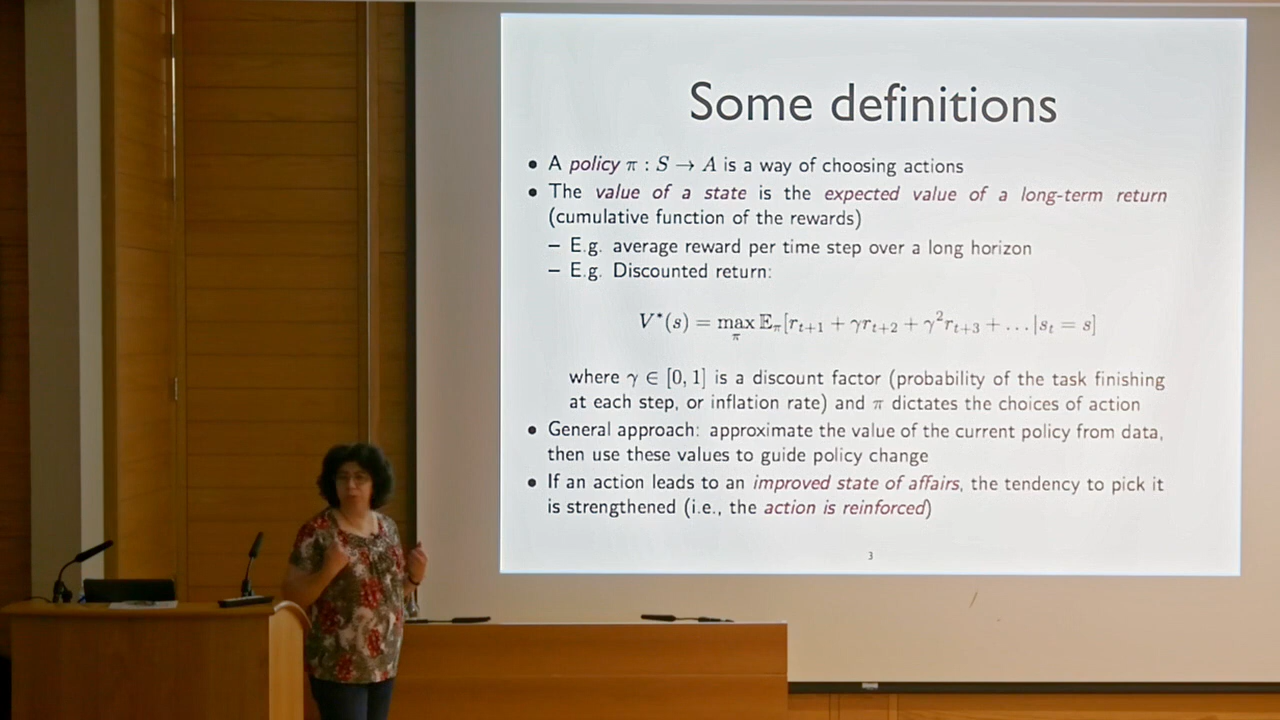 Some definitions
• A policy π : S → A is a way of choosing actions
• The value of a state is the expected value of a long-term return
(cumulative function of the rewards)
– E.g. average reward per time step over a long horizon
– E.g. Discounted return:
V*(s) = max_π 𝔼_π[r_{t+1} + γr_{t+2} + γ²r_{t+3} + . . . |s_t = s]
where γ ∈ [0, 1] is a discount factor (probability of the task finishing
at each step, or inflation rate) and π dictates the choices of action
• General approach: approximate the value of the current policy from data,
then use these values to guide policy change
• If an action leads to an improved state of affairs, the tendency to pick it
is strengthened (i.e., the action is reinforced)
3